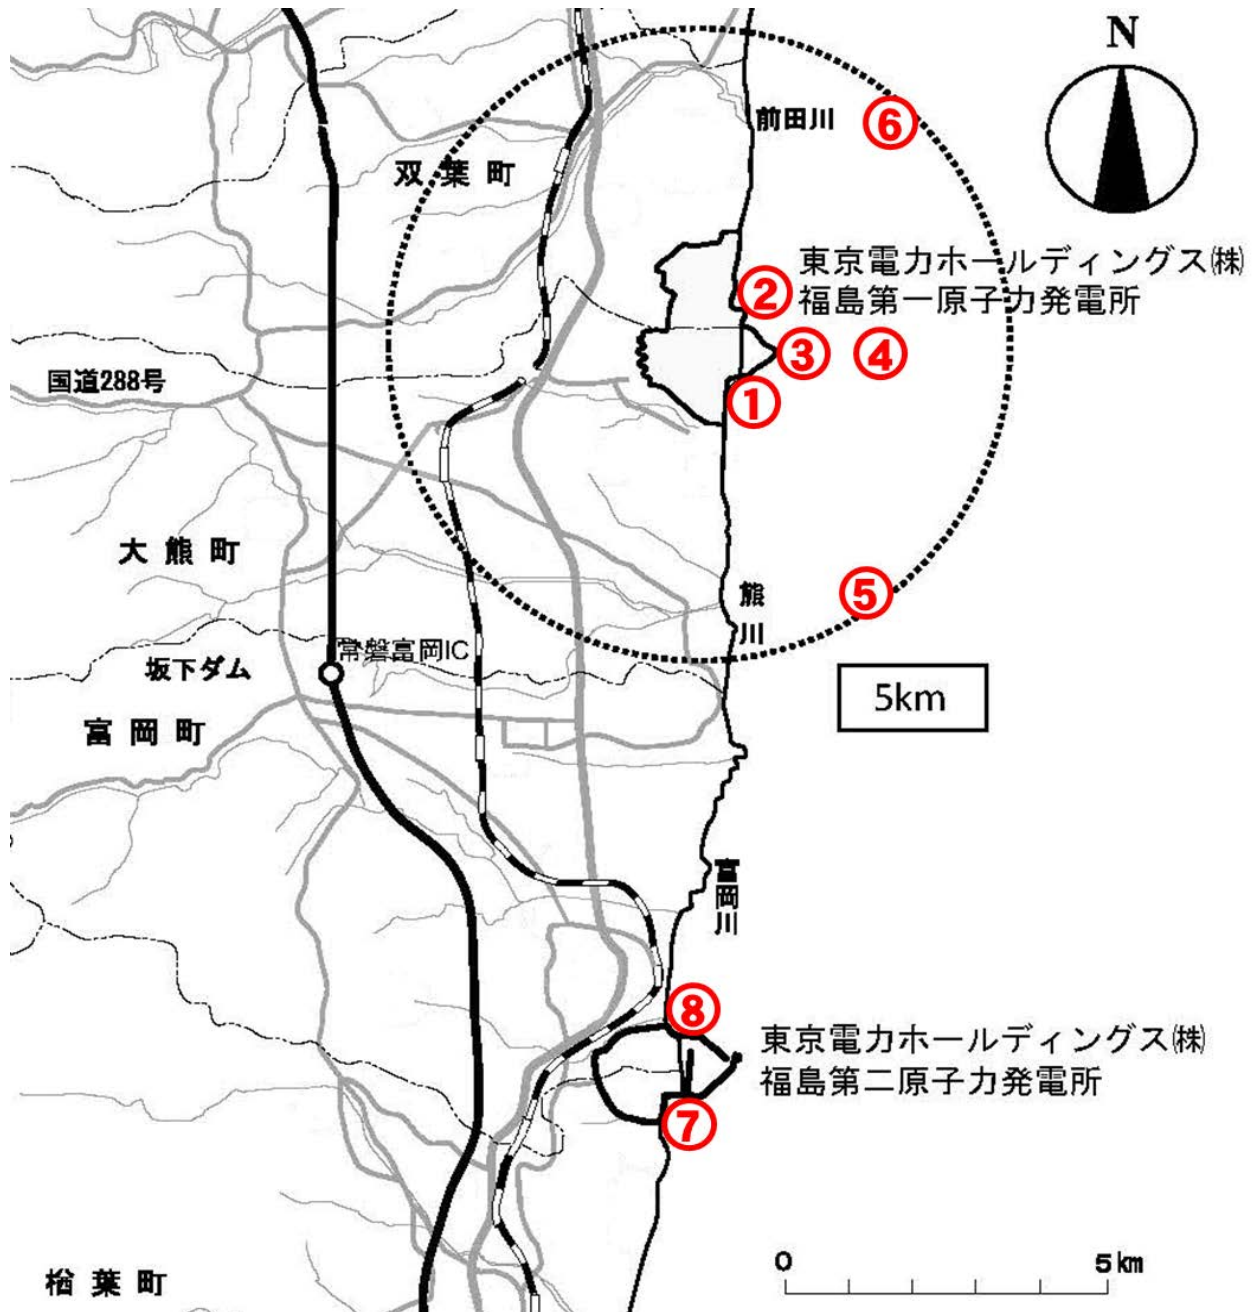 N
前田川
⑥
双葉町
東京電力ホールディングス㈱
福島第一原子力発電所
②
③
④
国道288号
①
大熊町
⑤
熊川
常磐富岡IC
坂下ダム
5km
富岡町
富岡川
⑧
東京電力ホールディングス㈱
福島第二原子力発電所
⑦
0 5km
楢葉町